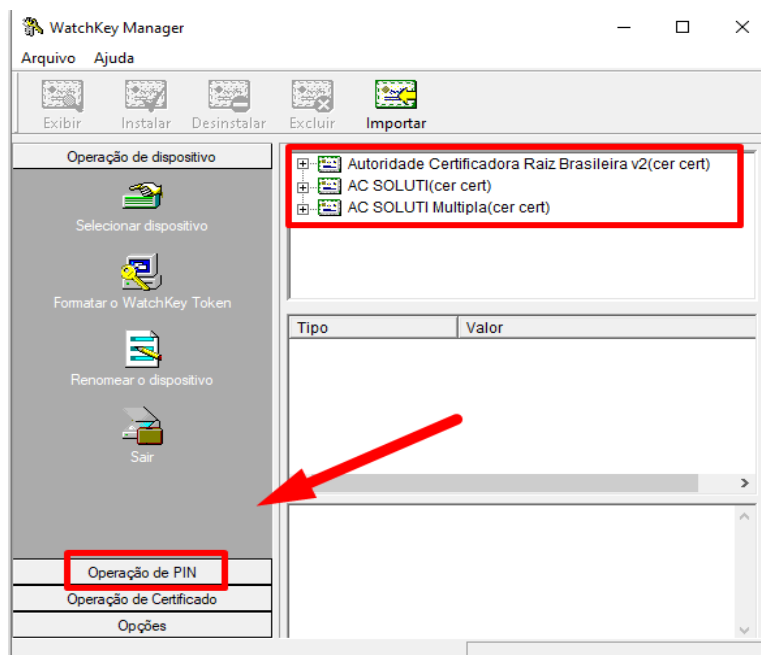 WatchKey Manager
Arquivo Ajuda
Exibir Instalar Desinstalar Excluir Importar
Operação de dispositivo
Selecionar dispositivo
Formatar o WatchKey Token
Renomear o dispositivo
Sair
Operação de PIN
Operação de Certificado
Opções
Autoridade Certificadora Raiz Brasileira v2(cer cert)
AC SOLUTI(cer cert)
AC SOLUTI Multipla(cer cert)
Tipo Valor